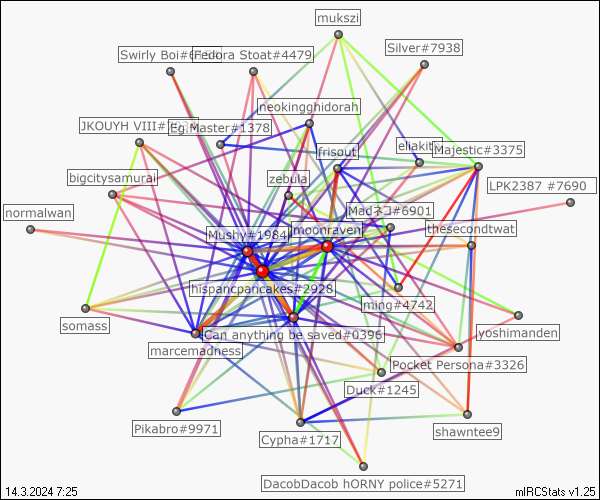 mukszi
Silver#7938
Swirly Boi#6
Fedora Stoat#4479
neokingghidorah
JKOUYH VIII#
Eg.Master#1378
frisout
eliakit
Majestic#3375
bigcitysamurai
zebula
LPK2387 #7690
normalwan
Madネコ#6901
Mushy#1984
moonraven
thesecondtwat
hispancpancakes#2928
ming#4742
somass
Can anything be saved#0396
yoshimanden
marcemadness
Pocket Persona#3326
Duck#1245
Pikabro#9971
Cypha#1717
shawntee9
DacobDacob hORNY police#5271
14.3.2024 7:25
mIRCStats v1.25